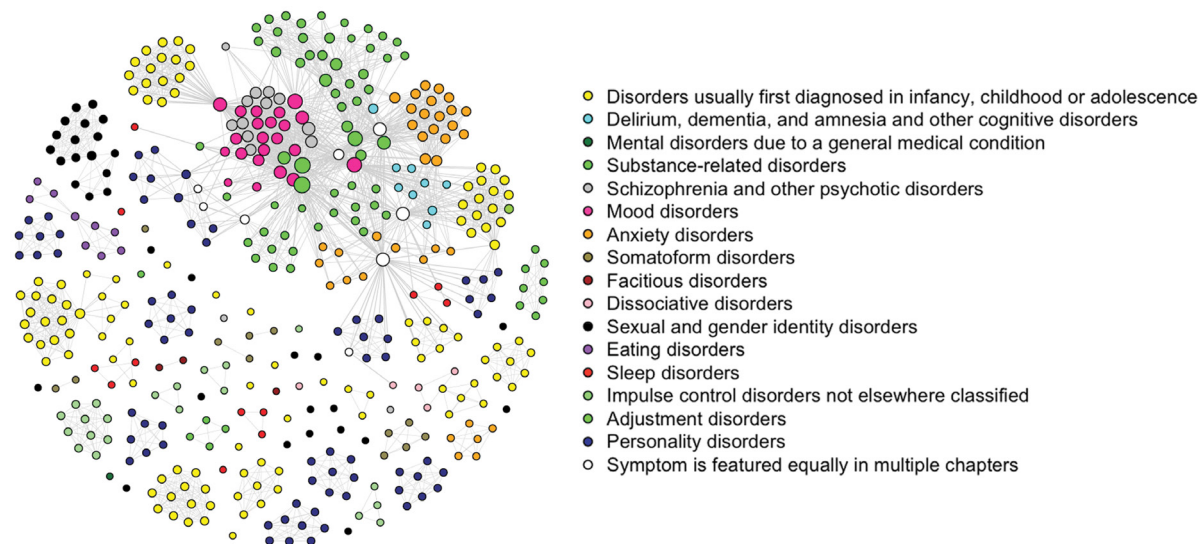 Disorders usually first diagnosed in infancy, childhood or adolescence
Delirium, dementia, and amnesia and other cognitive disorders
Mental disorders due to a general medical condition
Substance-related disorders
Schizophrenia and other psychotic disorders
Mood disorders
Anxiety disorders
Somatoform disorders
Facitious disorders
Dissociative disorders
Sexual and gender identity disorders
Eating disorders
Sleep disorders
Impulse control disorders not elsewhere classified
Adjustment disorders
Personality disorders
Symptom is featured equally in multiple chapters